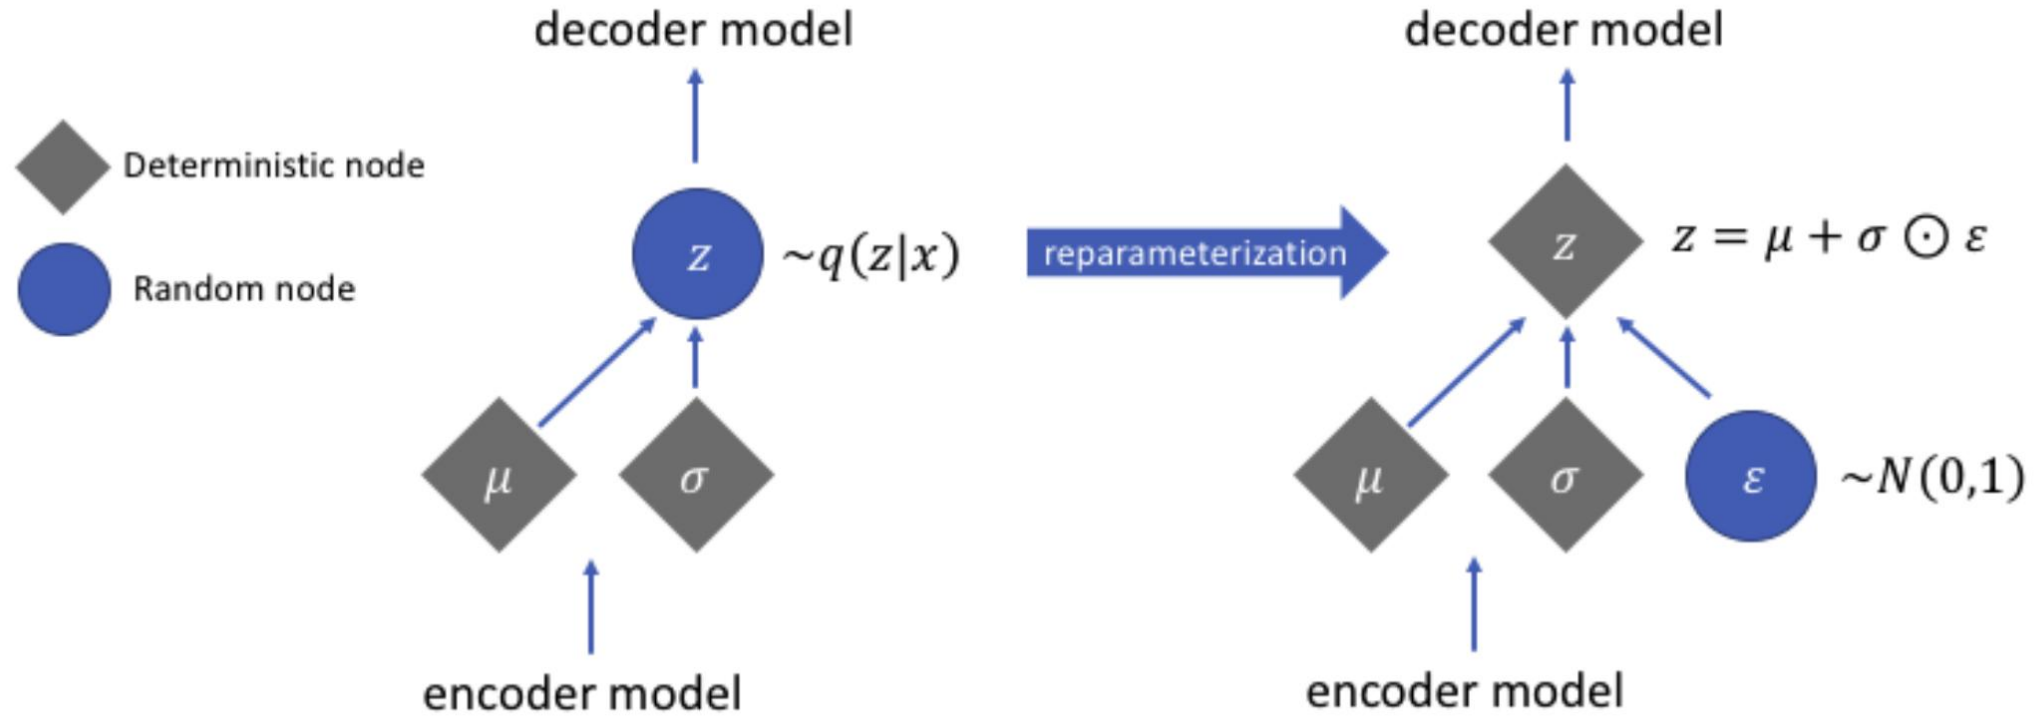 decoder model
decoder model
Deterministic node
Random node
z ~q(z|x)
reparameterization
z z = μ + σ ⊙ ε
μ σ
μ σ ε ~N(0,1)
encoder model
encoder model